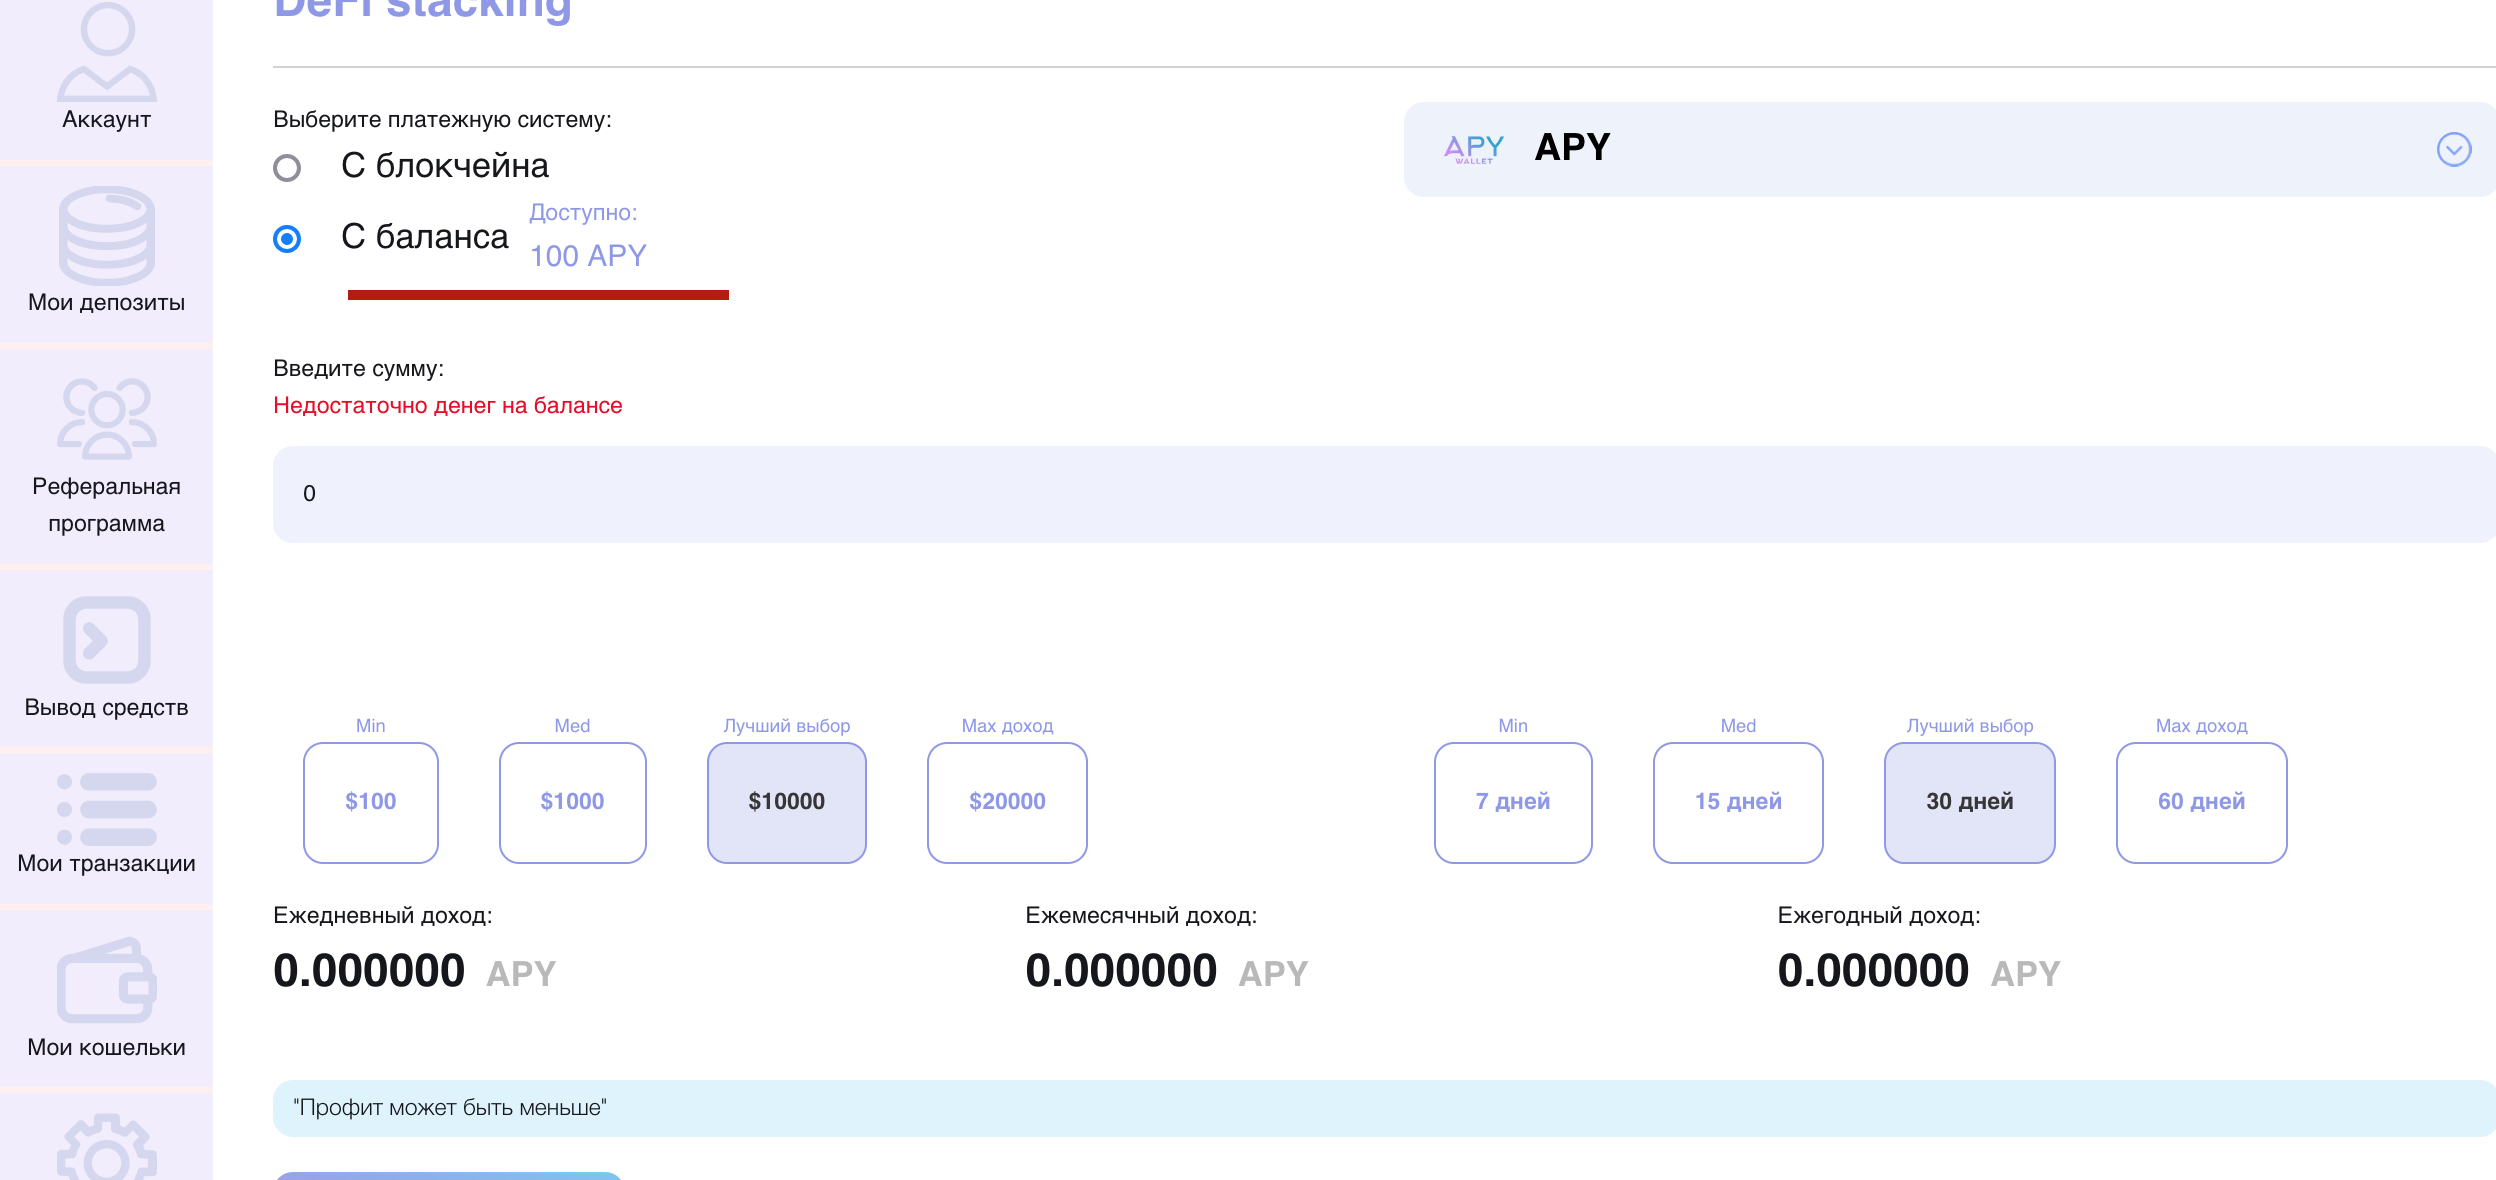 DeFi stacking
Аккаунт
Мои депозиты
Реферальная
программа
Вывод средств
Мои транзакции
Мои кошельки
Выберите платежную систему:
С блокчейна
С баланса
Доступно:
100 APY
APY
WALLET
APY
Введите сумму:
Недостаточно денег на балансе
0
Min
Med
Лучший выбор
Max доход
$100
$1000
$10000
$20000
Min
Med
Лучший выбор
Max доход
7 дней
15 дней
30 дней
60 дней
Ежедневный доход:
0.000000 APY
Ежемесячный доход:
0.000000 APY
Ежегодный доход:
0.000000 APY
"Профит может быть меньше"